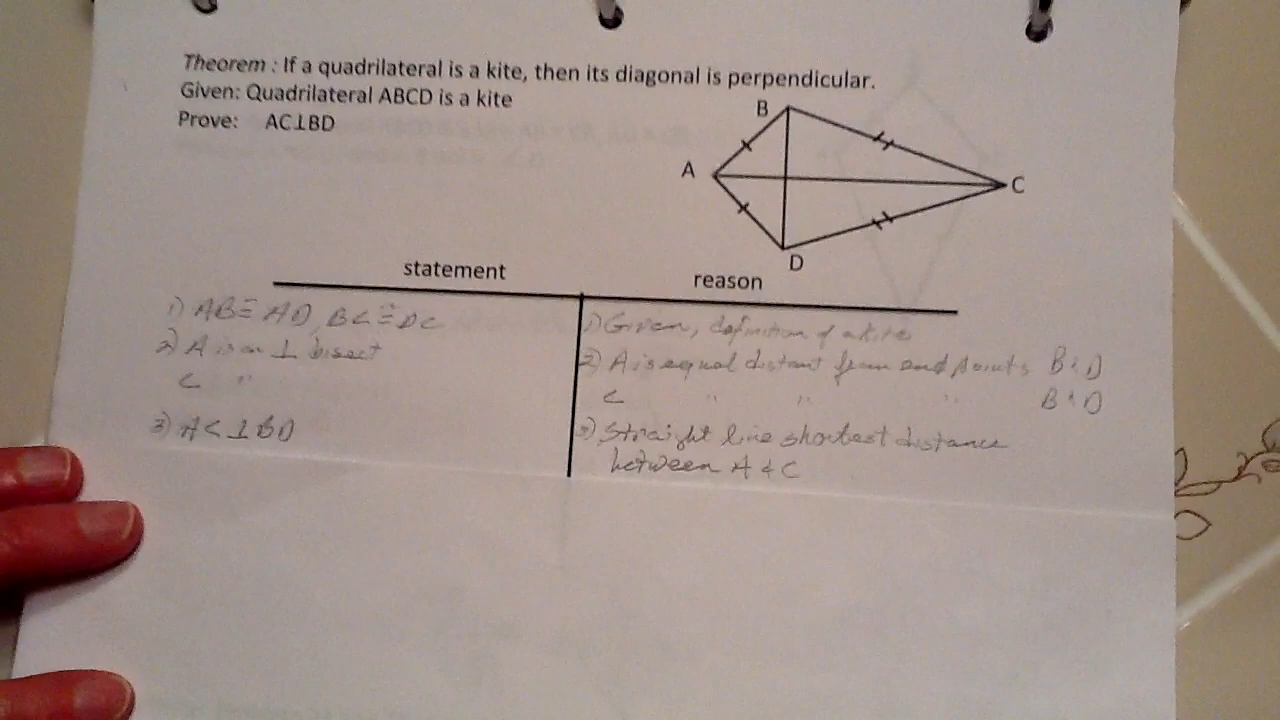 Theorem : If a quadrilateral is a kite, then its diagonal is perpendicular.
Given: Quadrilateral ABCD is a kite
Prove: AC⊥BD
B
A
C
D
statement
reason
1) AB≅AD, BC≅DC
1) Given, definition of a kite
2) A is on ⊥ bisect
2) A is equal distant from end points B & D
C " 
C " " " B & D
3) AC⊥BD
3) Straight line shortest distance
between A & C